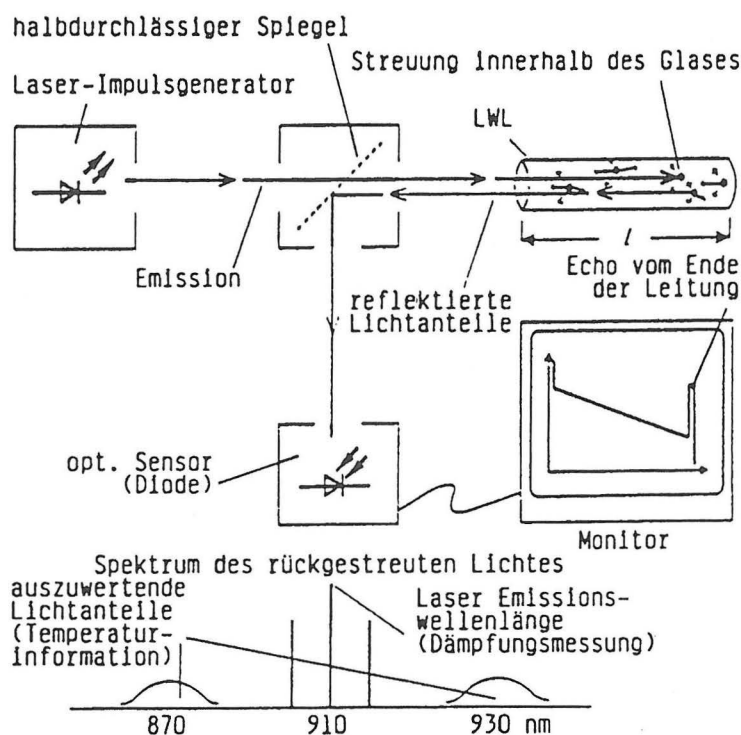 halbdurchlässiger Spiegel
Streuung innerhalb des Glases
Laser-Impulsgenerator
LWL
Emission
reflektierte
Lichtanteile
l
Echo vom Ende
der Leitung
opt. Sensor
(Diode)
Monitor
Spektrum des rückgestreuten Lichtes
auszuwertende
Lichtanteile
(Temperatur-
information)
Laser Emissions-
wellenlänge
(Dämpfungsmessung)
870
910
930 nm